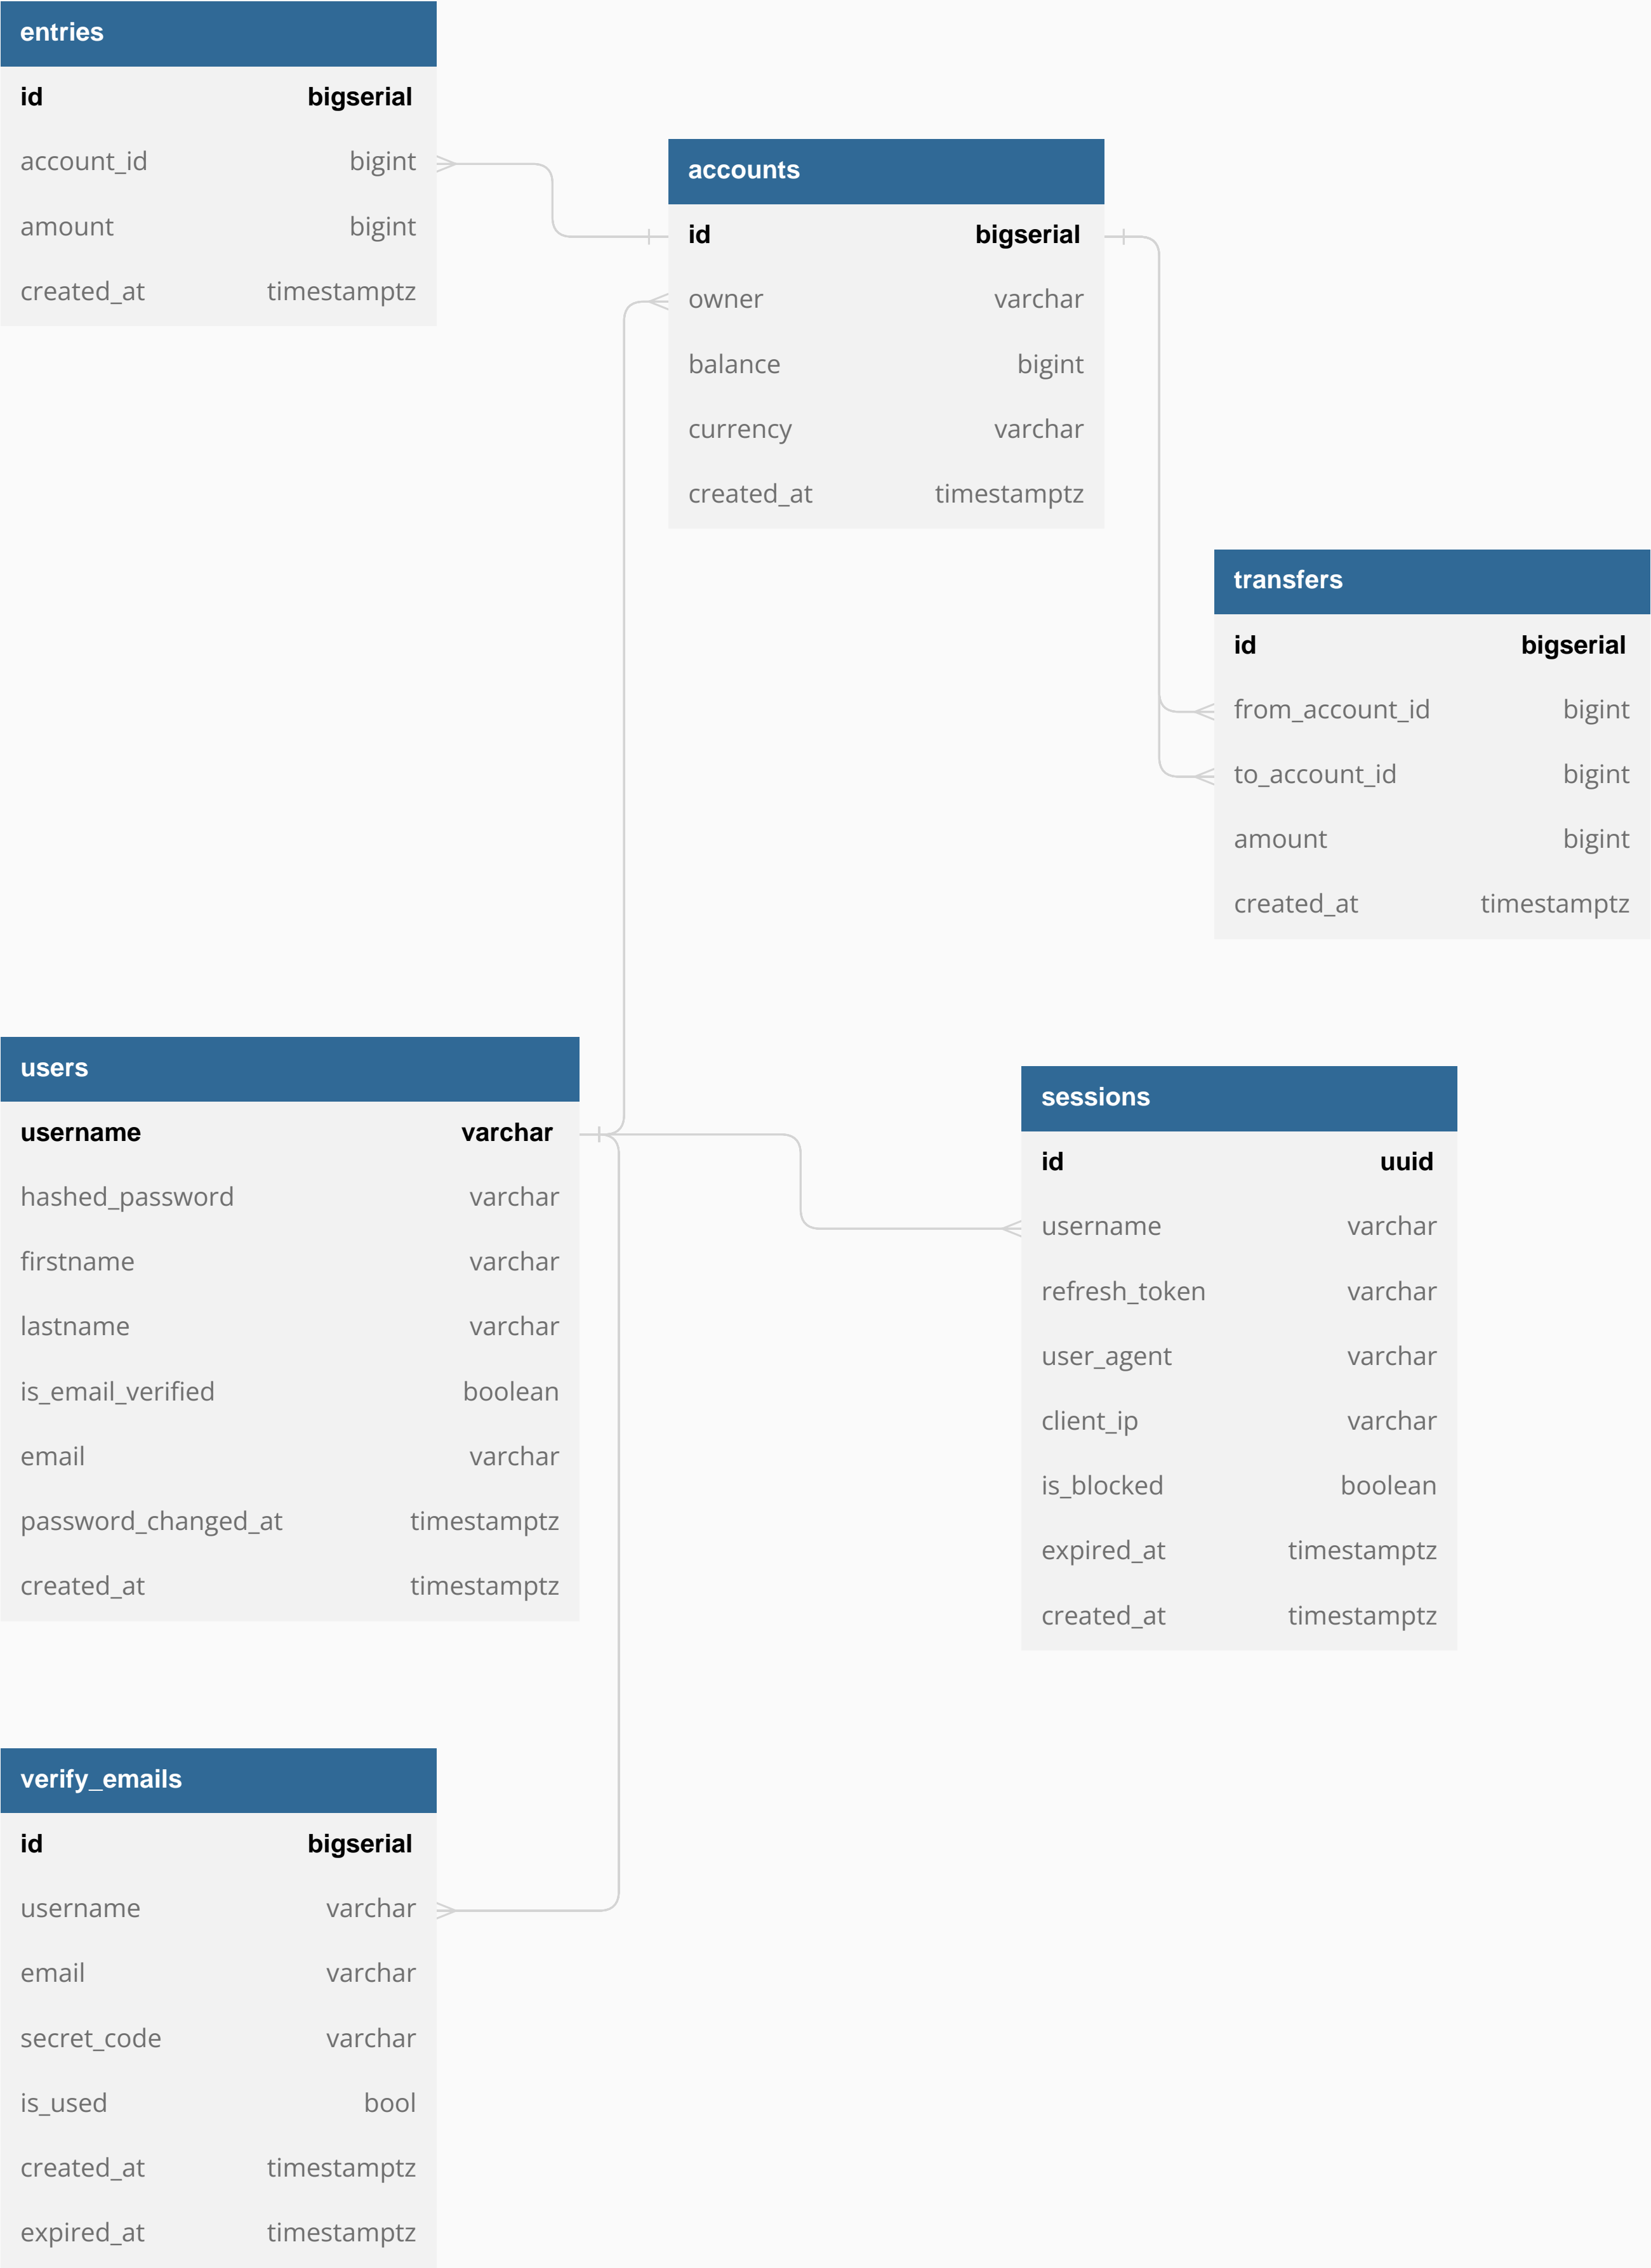 entries
id bigserial
account_id bigint
amount bigint
created_at timestamptz
accounts
id bigserial
owner varchar
balance bigint
currency varchar
created_at timestamptz
transfers
id bigserial
from_account_id bigint
to_account_id bigint
amount bigint
created_at timestamptz
users
username varchar
hashed_password varchar
firstname varchar
lastname varchar
is_email_verified boolean
email varchar
password_changed_at timestamptz
created_at timestamptz
sessions
id uuid
username varchar
refresh_token varchar
user_agent varchar
client_ip varchar
is_blocked boolean
expired_at timestamptz
created_at timestamptz
verify_emails
id bigserial
username varchar
email varchar
secret_code varchar
is_used bool
created_at timestamptz
expired_at timestamptz